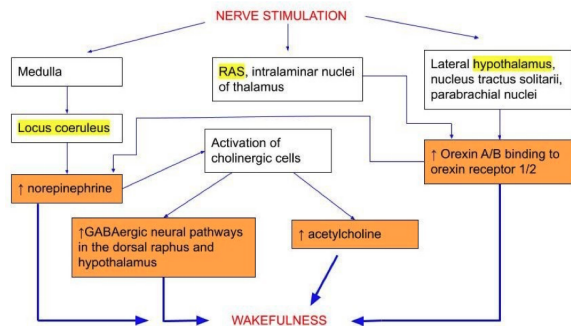 NERVE STIMULATION
Medulla
RAS, intralaminar nuclei
of thalamus
Lateral hypothalamus,
nucleus tractus solitarii,
parabrachial nuclei
Locus coeruleus
Activation of
cholinergic cells
↑ Orexin A/B binding to
orexin receptor 1/2
↑ norepinephrine
↑GABAergic neural pathways
in the dorsal raphus and
hypothalamus
↑ acetylcholine
WAKEFULNESS